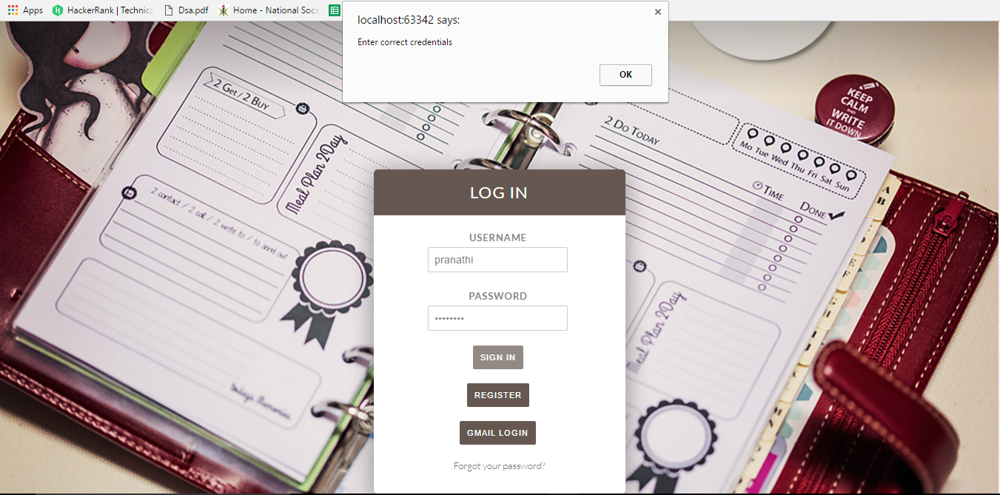 Apps
HackerRank | Technica
Dsa.pdf
Home - National Soci
localhost:63342 says:
Enter correct credentials
OK
2 GET / 2 BUY
Meal Plan 2Day
2 contact / 2 call / 2 write to / to send out
2 DO TODAY
KEEP
CALM
AND
WRITE
IT DOWN
Mo Tue Wed Thu Fri Sat Sun
TIME
DONE
A
B
LOG IN
USERNAME
pranathi
PASSWORD
••••••••
SIGN IN
REGISTER
GMAIL LOGIN
Forgot your password?
Meal Plan 2Day